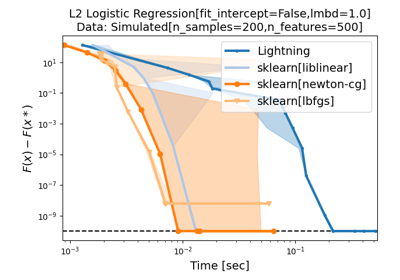 L2 Logistic Regression[fit_intercept=False,lmbd=1.0]
Data: Simulated[n_samples=200,n_features=500]
Lightning
sklearn[liblinear]
sklearn[newton-cg]
sklearn[lbfgs]
F(x) − F(x*)
10¹
10⁻¹
10⁻³
10⁻⁵
10⁻⁷
10⁻⁹
10⁻³
10⁻²
10⁻¹
Time [sec]